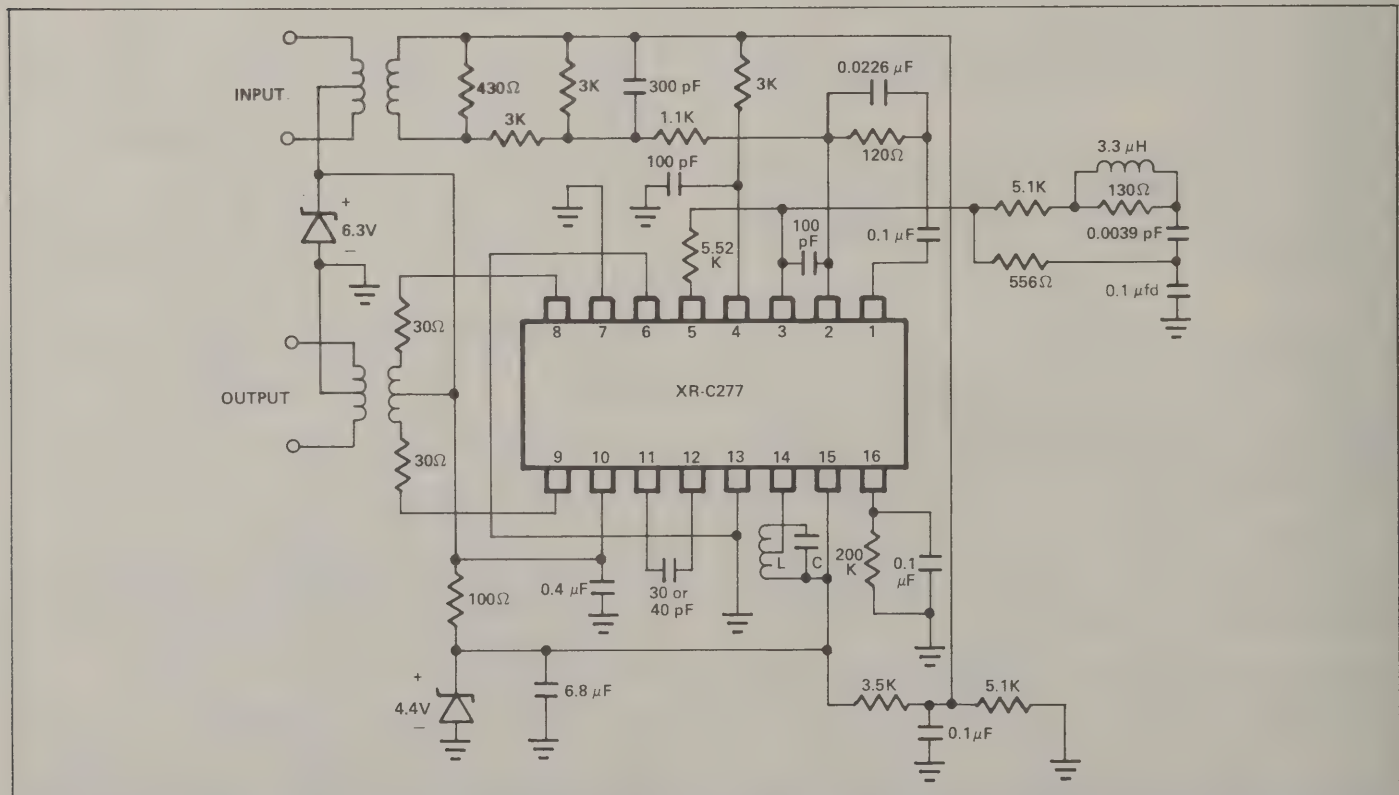 INPUT
430Ω
3K
3K
300 pF
3K
1.1K
100 pF
0.0226 μF
120Ω
0.1 μF
3.3 μH
5.1K
130Ω
0.0039 pF
556Ω
0.1 μfd
+
6.3V
−
5.52
K
100
pF
30Ω
8 7 6 5 4 3 2 1
XR-C277
OUTPUT
30Ω
9 10 11 12 13 14 15 16
L C
200
K
0.1
μF
100Ω
0.4 μF
30 or
40 pF
+
4.4V
−
6.8 μF
3.5K
5.1K
0.1μF